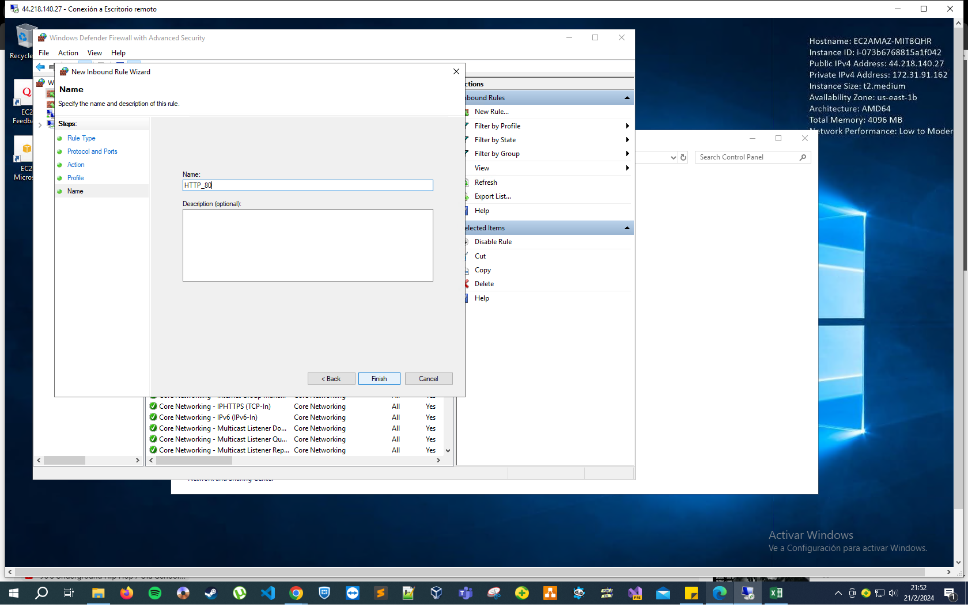 44.218.140.27 - Conexión a Escritorio remoto
Windows Defender Firewall with Advanced Security
File Action View Help
New Inbound Rule Wizard
Name
Specify the name and description of this rule.
Steps:
Rule Type
Protocol and Ports
Action
Profile
Name
Name:
HTTP_80
Description (optional):
< Back
Finish
Cancel
Core Networking - IPHTTPS (TCP-In) Core Networking All Yes
Core Networking - IPv6 (IPv6-In) Core Networking All Yes
Core Networking - Multicast Listener Do... Core Networking All Yes
Core Networking - Multicast Listener Qu... Core Networking All Yes
Core Networking - Multicast Listener Rep... Core Networking All Yes
ctions
bound Rules
New Rule...
Filter by Profile
Filter by State
Filter by Group
View
Refresh
Export List...
Help
elected Items
Disable Rule
Cut
Copy
Delete
Help
Search Control Panel
Hostname: EC2AMAZ-MITBQHR
Instance ID: i-073b6768815a1f042
Public IPv4 Address: 44.218.140.27
Private IPv4 Address: 172.31.91.162
Instance Size: t2.medium
Availability Zone: us-east-1b
Architecture: AMD64
Total Memory: 4096 MB
Network Performance: Low to Moder
Recycle
EC2
Feedb
EC2
Micros
Activar Windows
Ve a Configuración para activar Windows.
21:52
21/2/2024